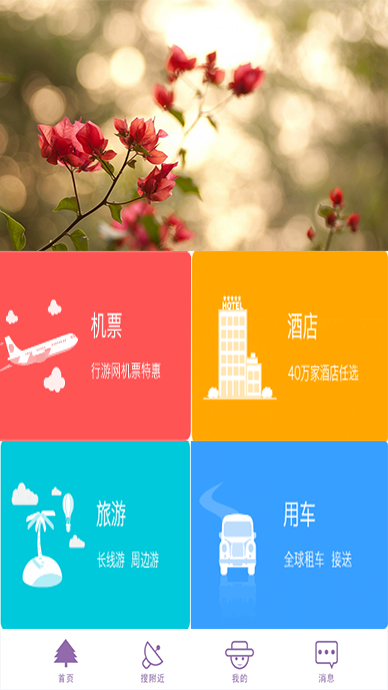 机票
行游网机票特惠
HOTEL
酒店
40万家酒店任选
旅游
长线游 周边游
用车
全球租车 接送
首页
搜附近
我的
消息